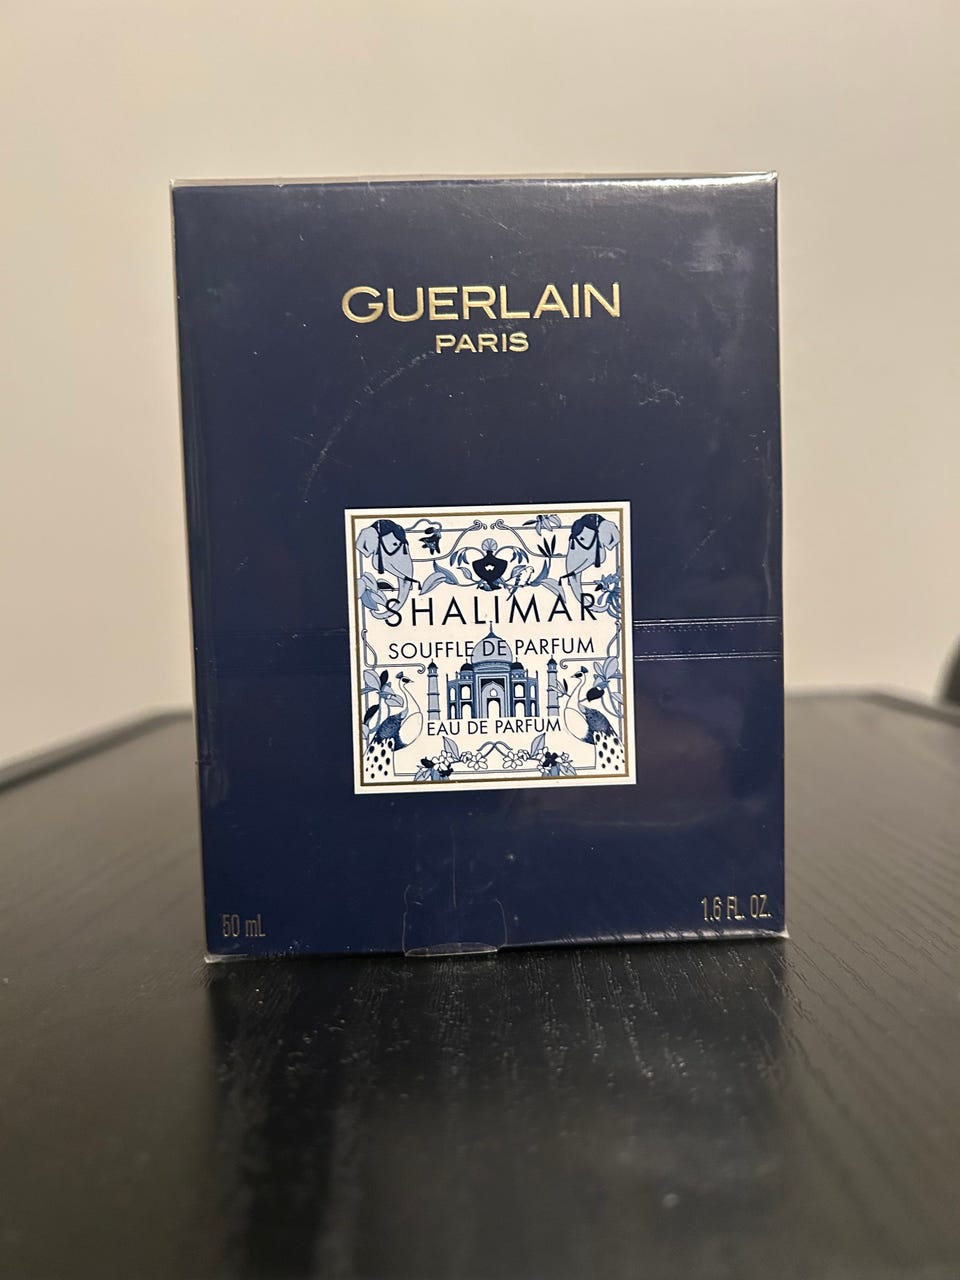 GUERLAIN
PARIS
SHALIMAR
SOUFFLE DE PARFUM
EAU DE PARFUM
50 mL
1.6 FL. OZ.